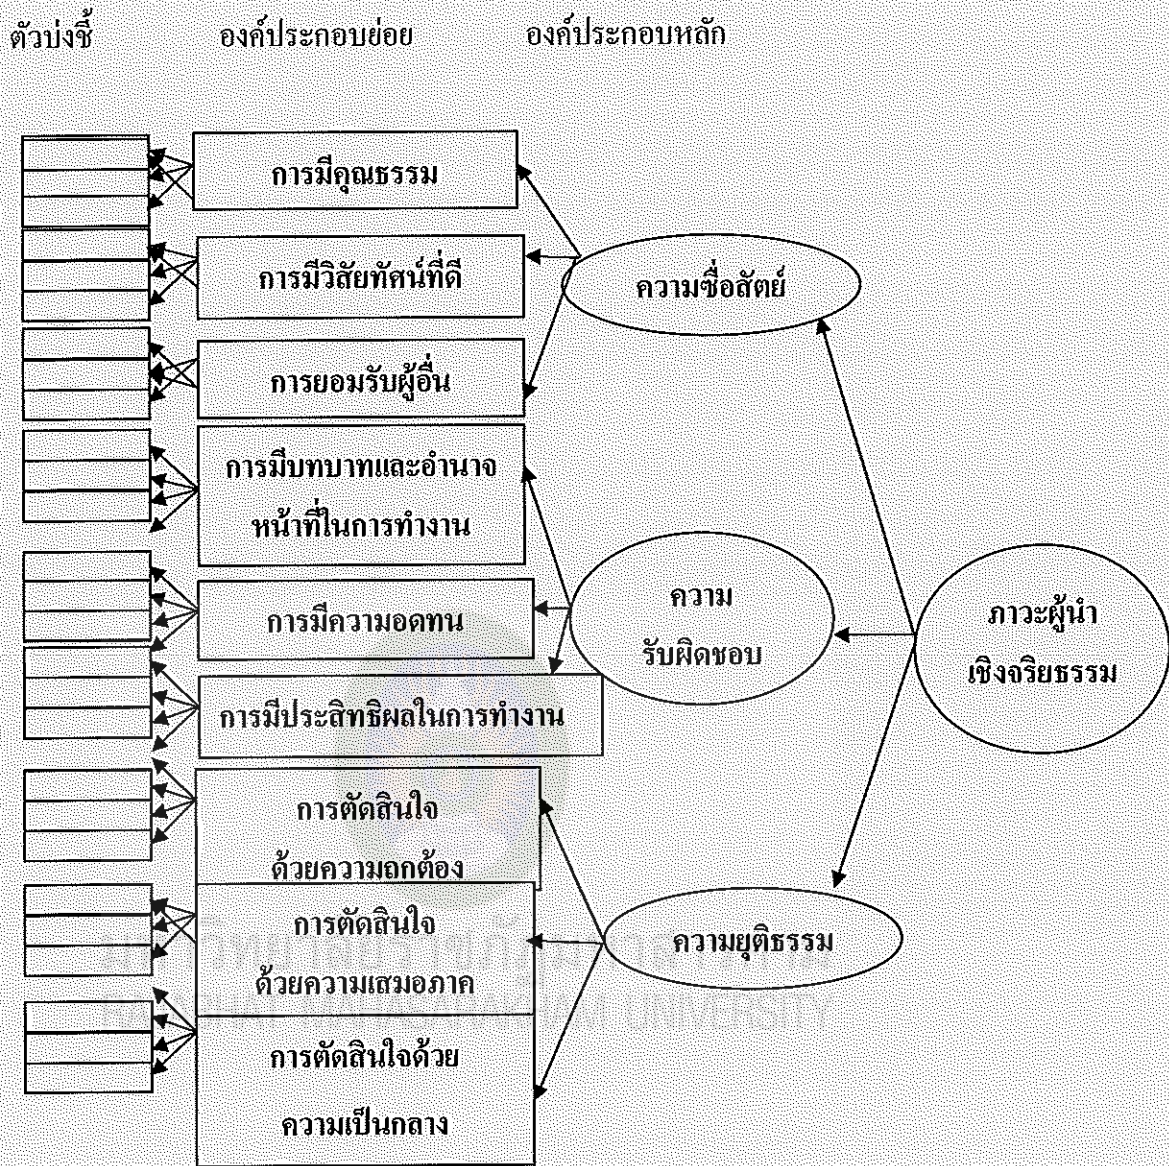 ตัวบ่งชี้ องค์ประกอบย่อย องค์ประกอบหลัก
การมีคุณธรรม
การมีวิสัยทัศน์ที่ดี
ความซื่อสัตย์
การยอมรับผู้อื่น
การมีบทบาทและอำนาจ
หน้าที่ในการทำงาน
ความ
รับผิดชอบ
ภาวะผู้นำ
เชิงจริยธรรม
การมีความอดทน
การมีประสิทธิผลในการทำงาน
การตัดสินใจ
ด้วยความถกต้อง
การตัดสินใจ
ด้วยความเสมอภาค
ความยุติธรรม
การตัดสินใจด้วย
ความเป็นกลาง
UNIVERSITY